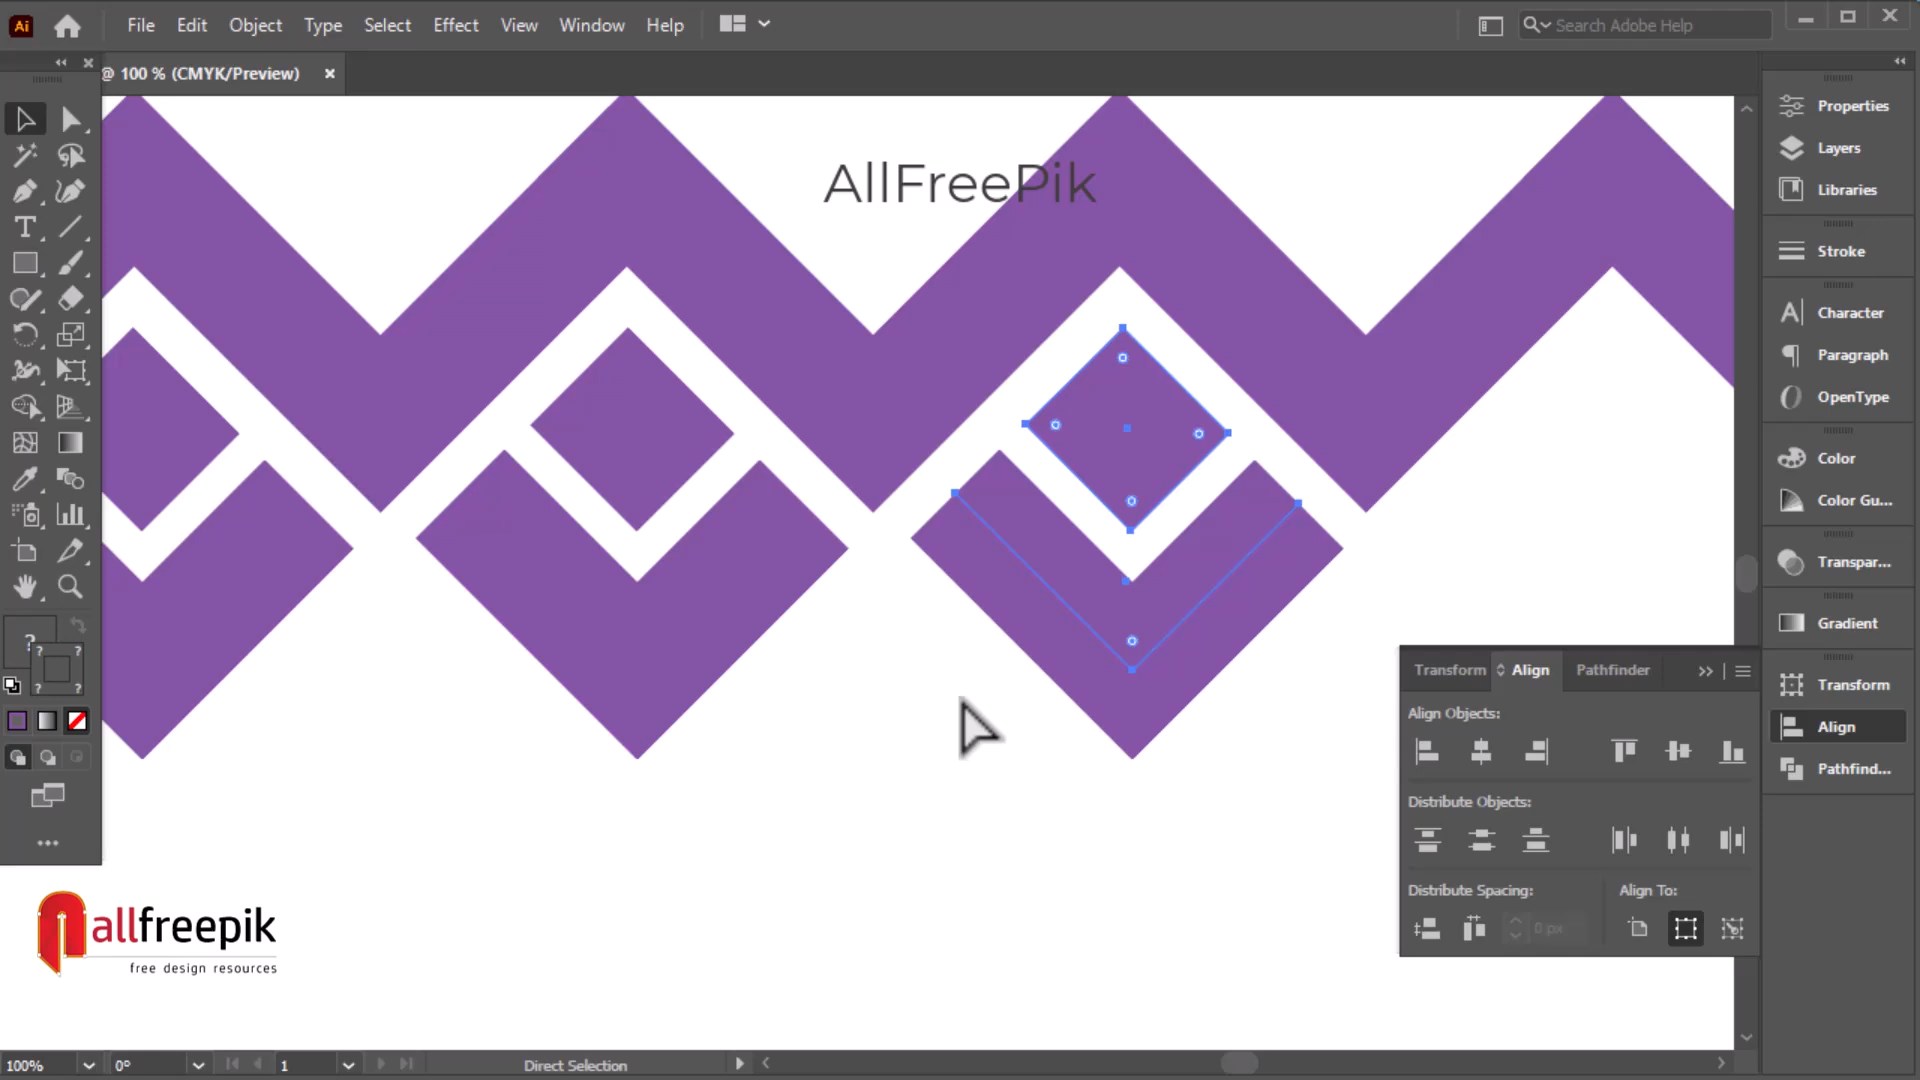 Ai
File Edit Object Type Select Effect View Window Help
Search Adobe Help
@ 100 % (CMYK/Preview)
AllFreePik
Properties
Layers
Libraries
Stroke
Character
Paragraph
OpenType
Color
Color Gu...
Transpar...
Gradient
Transform
Align
Pathfind...
Transform Align Pathfinder
Align Objects:
Distribute Objects:
Distribute Spacing: Align To:
0 px
allfreepik
free design resources
100% 0° 1 Direct Selection